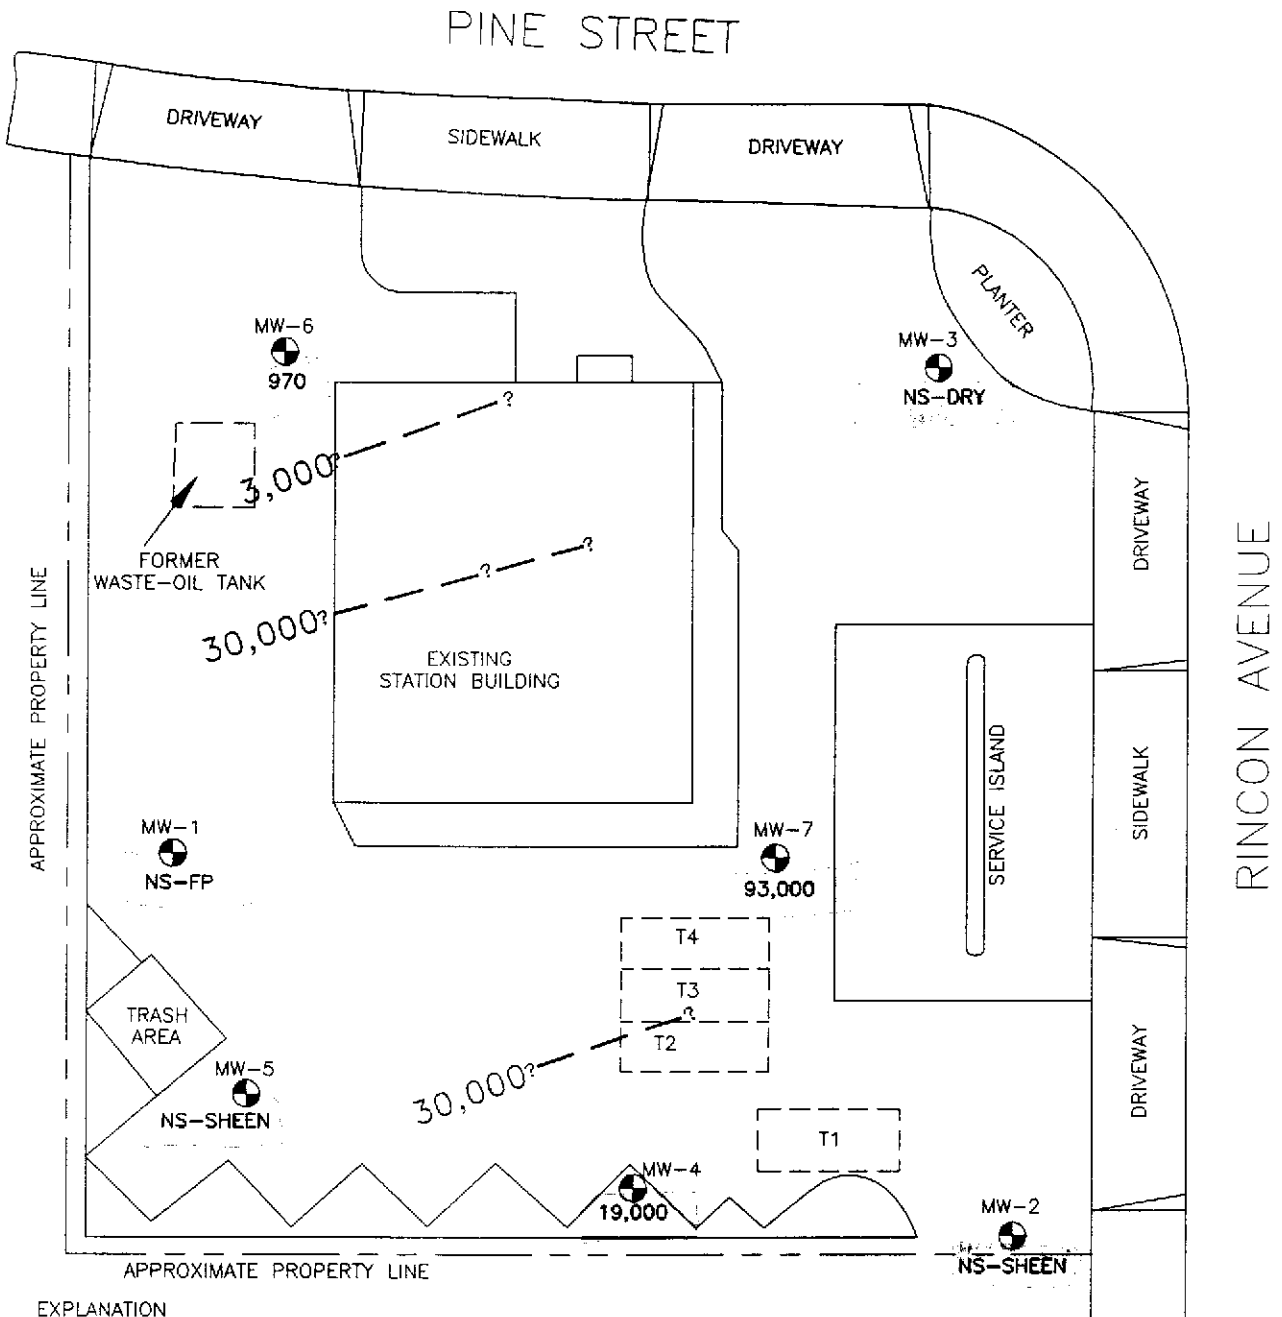 PINE STREET
DRIVEWAY
SIDEWALK
DRIVEWAY
PLANTER
MW-6
970
MW-3
NS-DRY
?
3,000?
FORMER
WASTE-OIL TANK
?
?
30,000?
EXISTING
STATION BUILDING
DRIVEWAY
RINCON AVENUE
APPROXIMATE PROPERTY LINE
SERVICE ISLAND
SIDEWALK
MW-1
NS-FP
MW-7
93,000
T4
T3
?
T2
TRASH
AREA
30,000?
MW-5
NS-SHEEN
DRIVEWAY
T1
MW-4
19,000
MW-2
NS-SHEEN
APPROXIMATE PROPERTY LINE
EXPLANATION